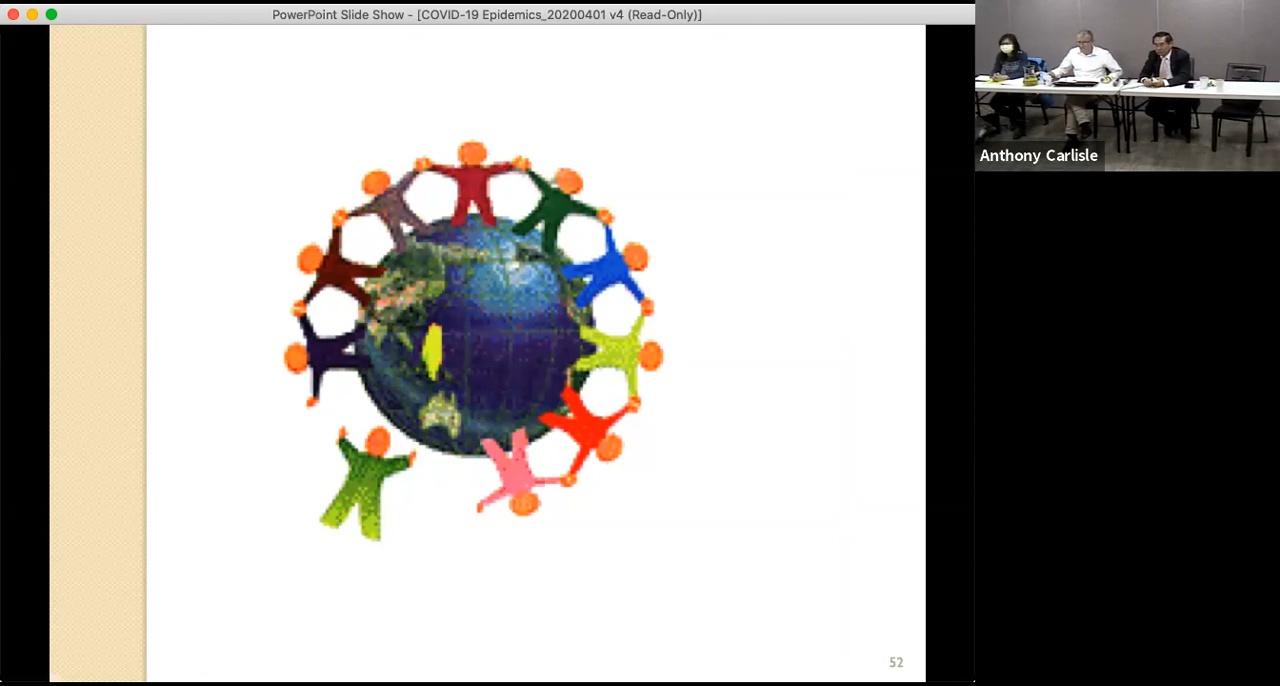 PowerPoint Slide Show - [COVID-19 Epidemics_20200401 v4 (Read-Only)]
Anthony Carlisle
52